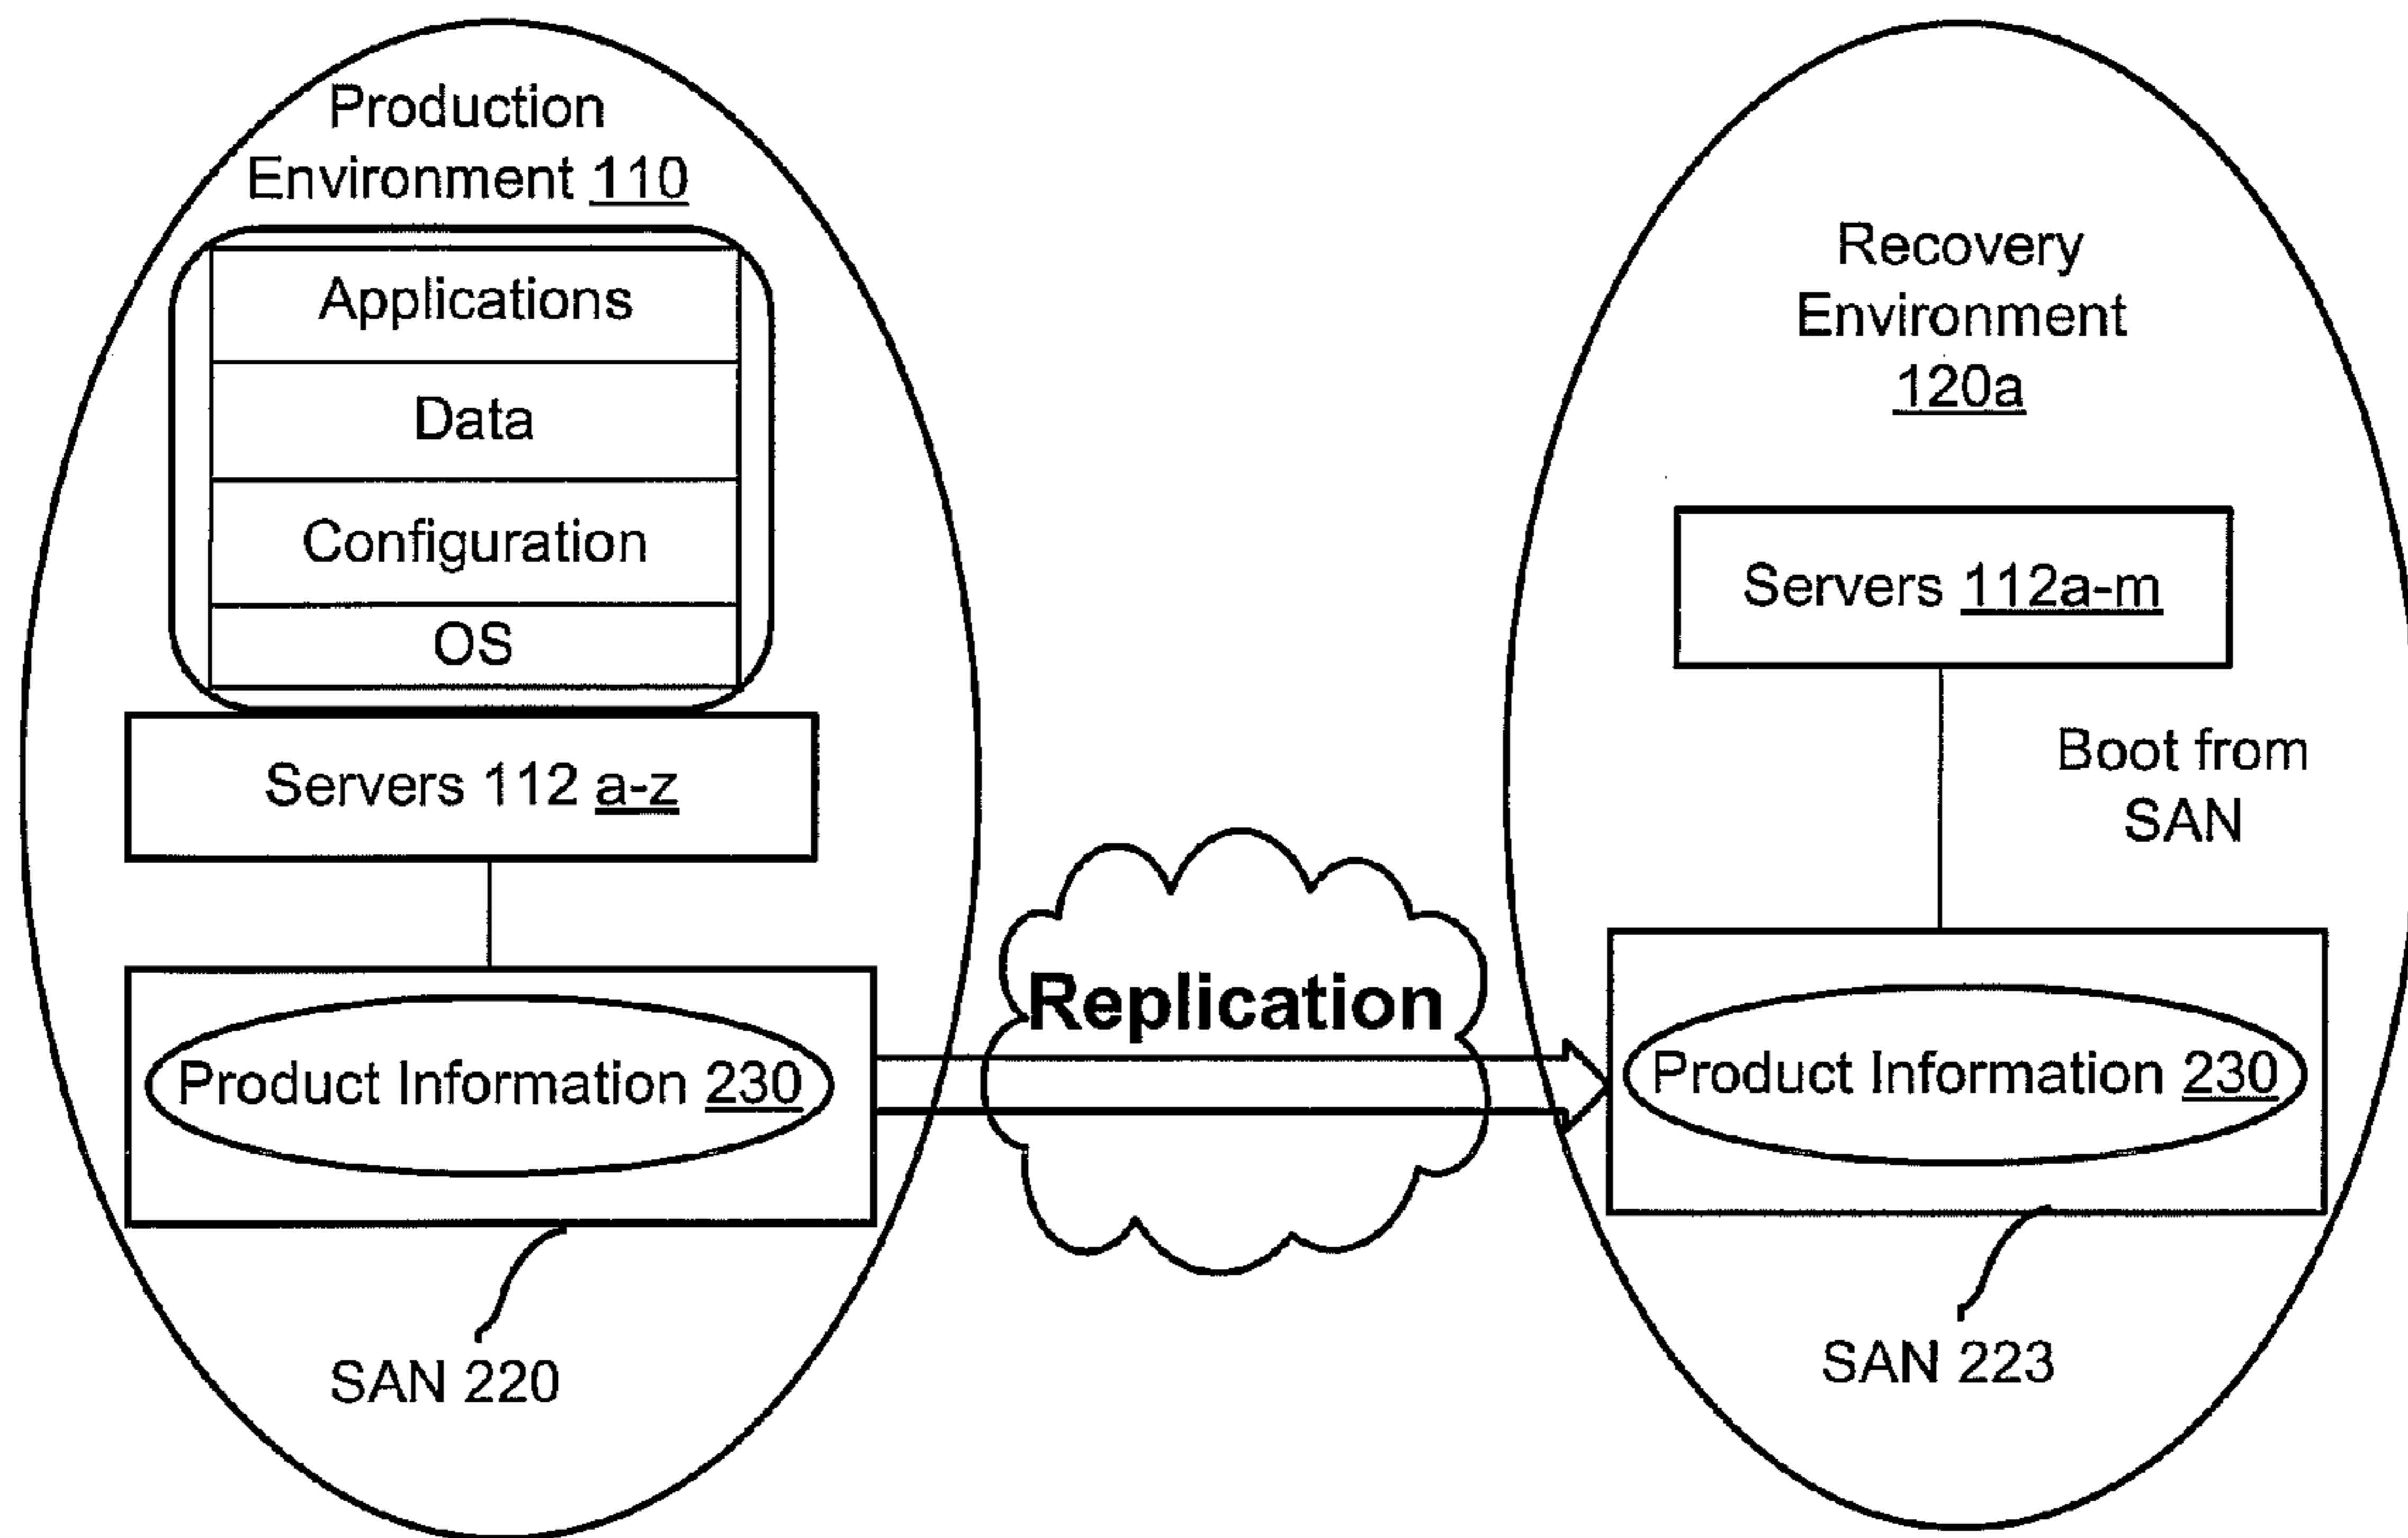 Production
Environment 110
Applications
Data
Configuration
OS
Servers 112 a-z
Product Information 230
SAN 220
Replication
Recovery
Environment
120a
Servers 112a-m
Boot from
SAN
Product Information 230
SAN 223